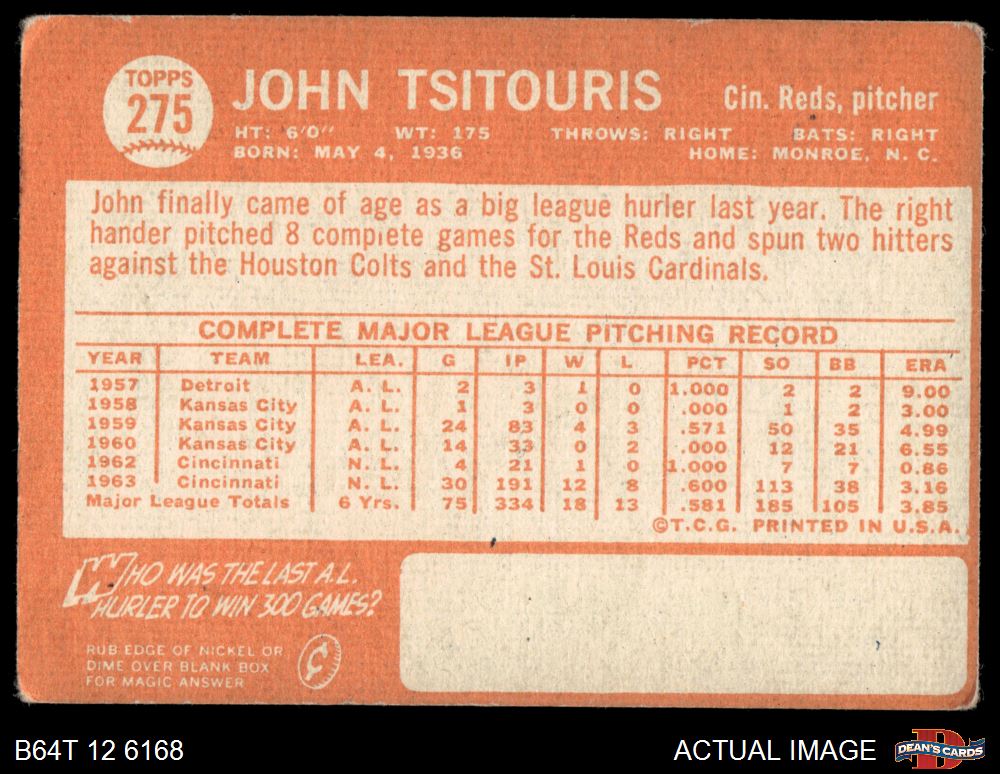 TOPPS
275
JOHN TSITOURIS Cin. Reds, pitcher
HT: 6'0" WT: 175 THROWS: RIGHT BATS: RIGHT
BORN: MAY 4, 1936 HOME: MONROE, N. C.
John finally came of age as a big league hurler last year. The right
hander pitched 8 complete games for the Reds and spun two hitters
against the Houston Colts and the St. Louis Cardinals.
COMPLETE MAJOR LEAGUE PITCHING RECORD
YEAR TEAM LEA. G IP W L PCT SO BB ERA
1957 Detroit A. L. 2 3 1 0 1.000 2 2 9.00
1958 Kansas City A. L. 1 3 0 0 .000 1 2 3.00
1959 Kansas City A. L. 24 83 4 3 .571 50 35 4.99
1960 Kansas City A. L. 14 33 0 2 .000 12 21 6.55
1962 Cincinnati N. L. 4 21 1 0 1.000 7 7 0.86
1963 Cincinnati N. L. 30 191 12 8 .600 113 38 3.16
Major League Totals 6 Yrs. 75 334 18 13 .581 185 105 3.85
©T.C.G. PRINTED IN U.S.A.
WHO WAS THE LAST A.L.
HURLER TO WIN 300 GAMES?
RUB EDGE OF NICKEL OR
DIME OVER BLANK BOX
FOR MAGIC ANSWER
¢
B64T 12 6168 ACTUAL IMAGE D DEAN'S CARDS